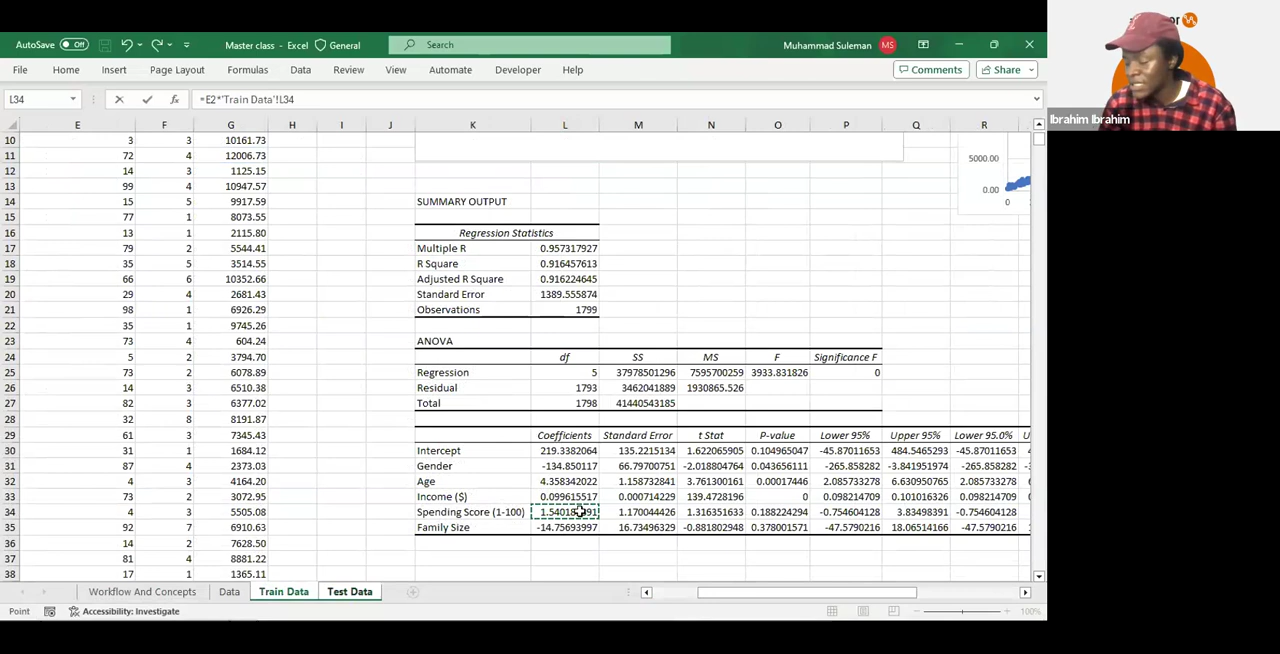 AutoSave Off Master class - Excel General Search Muhammad Suleman MS
File Home Insert Page Layout Formulas Data Review View Automate Developer Help Comments Share
L34 fx =E2*'Train Data'!L34
Ibrahim Ibrahim
E F G H I J K L M N O P Q R
10 3 3 10161.73 5000.00
11 72 4 12006.73
12 14 3 1125.15
13 99 4 10947.57 0.00
14 15 5 9917.59 SUMMARY OUTPUT 0
15 77 1 8073.55
16 13 1 2115.80 Regression Statistics
17 79 2 5544.41 Multiple R 0.957317927
18 35 5 3514.55 R Square 0.916457613
19 66 6 10352.66 Adjusted R Square 0.916224645
20 29 4 2681.43 Standard Error 1389.555874
21 98 1 6926.29 Observations 1799
22 35 1 9745.26
23 73 4 604.24 ANOVA
24 5 2 3794.70 df SS MS F Significance F
25 73 2 6078.89 Regression 5 37978501296 7595700259 3933.831826 0
26 14 3 6510.38 Residual 1793 3462041889 1930865.526
27 82 3 6377.02 Total 1798 41440543185
28 32 8 8191.87
29 61 3 7345.43 Coefficients Standard Error t Stat P-value Lower 95% Upper 95% Lower 95.0% U
30 31 1 1684.12 Intercept 219.3382064 135.2215134 1.622065905 0.104965047 -45.87011653 484.5465293 -45.87011653
31 87 4 2373.03 Gender -134.850117 66.79700751 -2.018804764 0.043656111 -265.858282 -3.841951974 -265.858282
32 4 3 4164.20 Age 4.358342022 1.158732841 3.761300161 0.00017446 2.085733278 6.630950765 2.085733278
33 73 2 3072.95 Income ($) 0.099615517 0.000714229 139.4728196 0 0.098214709 0.101016326 0.098214709
34 4 3 5505.08 Spending Score (1-100) 1.170044426 1.316351633 0.188224294 -0.754604128 3.83498391 -0.754604128
35 92 7 6910.63 Family Size -14.75693997 16.73496329 -0.881802948 0.378001571 -47.5790216 18.06514166 -47.5790216
36 14 2 7628.50
37 81 4 8881.22
38 17 1 1365.11
Workflow And Concepts Data Train Data Test Data
Point Accessibility: Investigate 100%